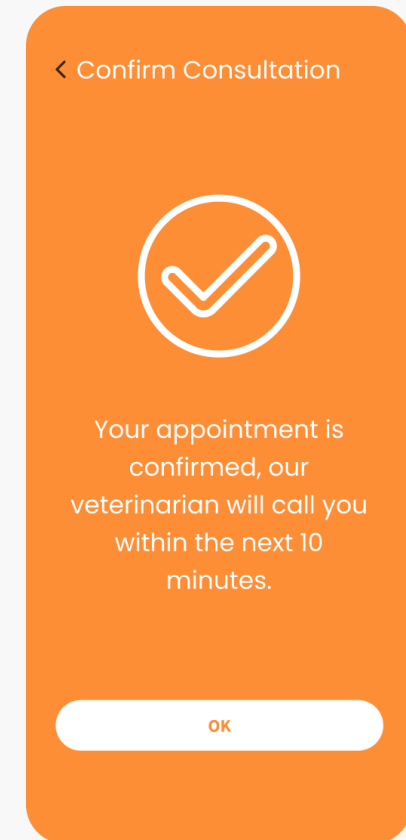 Confirm Consultation
Your appointment is
confirmed, our
veterinarian will call you
within the next 10
minutes.
OK